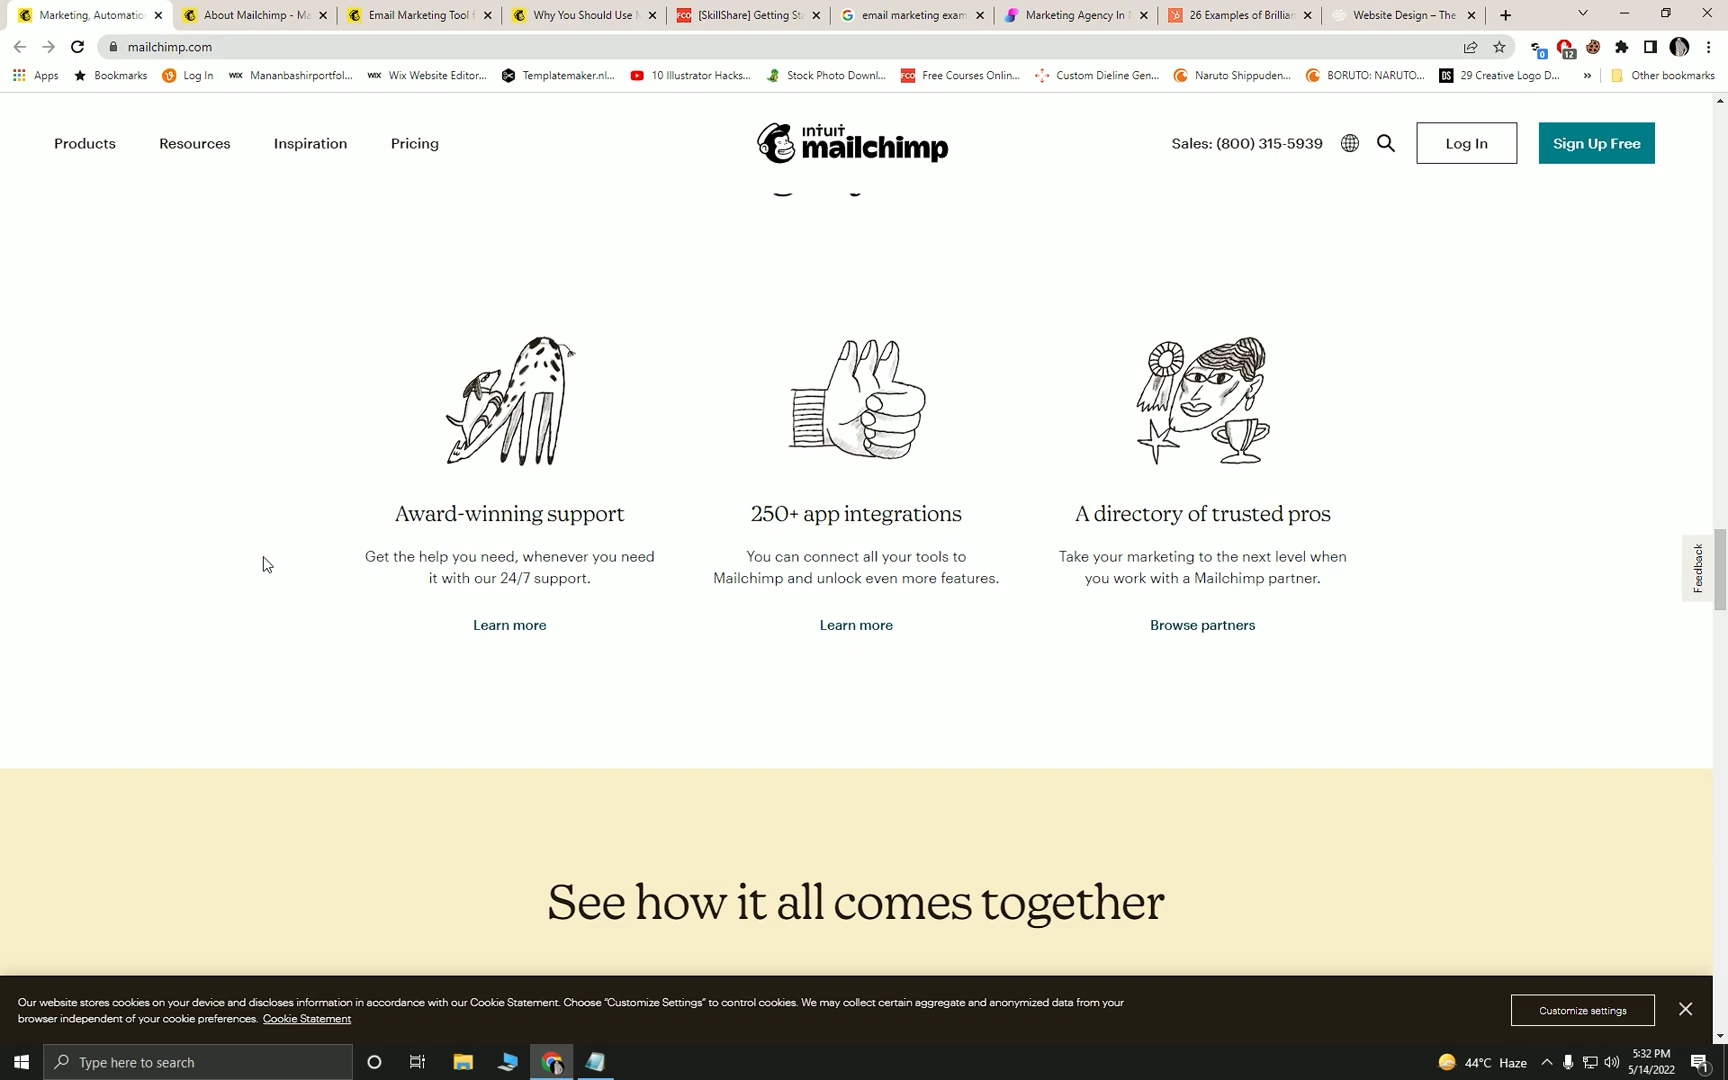 Marketing, Automatio
About Mailchimp - Ma
Email Marketing Tool f
Why You Should Use M
[SkillShare] Getting Sta
email marketing exam
Marketing Agency In
26 Examples of Brillian
Website Design – The
mailchimp.com
0
12
Apps
Bookmarks
Log In
Mananbashirportfol...
Wix Website Editor...
Templatemaker.nl...
10 Illustrator Hacks...
Stock Photo Downl...
Free Courses Onlin...
Custom Dieline Gen...
Naruto Shippuden...
BORUTO: NARUTO...
29 Creative Logo D...
»
Other bookmarks
Products
Resources
Inspiration
Pricing
INTUIT
mailchimp
Sales: (800) 315-5939
Log In
Sign Up Free
Award-winning support
Get the help you need, whenever you need
it with our 24/7 support.
Learn more
250+ app integrations
You can connect all your tools to
Mailchimp and unlock even more features.
Learn more
A directory of trusted pros
Take your marketing to the next level when
you work with a Mailchimp partner.
Browse partners
Feedback
See how it all comes together
Our website stores cookies on your device and discloses information in accordance with our Cookie Statement. Choose “Customize Settings” to control cookies. We may collect certain aggregate and anonymized data from your
browser independent of your cookie preferences. Cookie Statement
Customize settings
Type here to search
44°C Haze
5:32 PM
5/14/2022
1